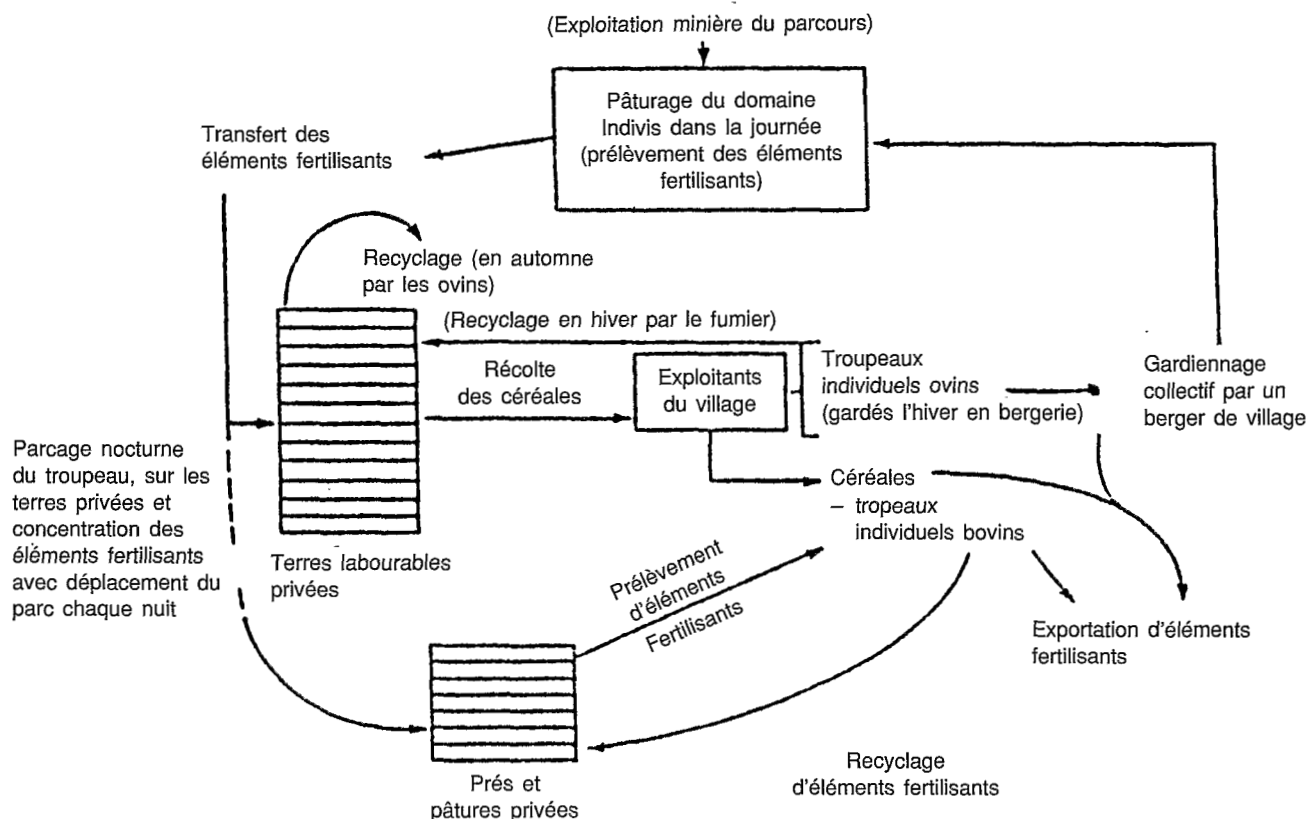 (Exploitation minière du parcours)
Pâturage du domaine
Indivis dans la journée
(prélèvement des éléments
fertilisants)
Transfert des
éléments fertilisants
Recyclage (en automne
par les ovins)
(Recyclage en hiver par le fumier)
Récolte
des céréales
Exploitants
du village
Troupeaux
individuels ovins
(gardés l'hiver en bergerie)
Gardiennage
collectif par un
berger de village
Parcage nocturne
du troupeau, sur les
terres privées et
concentration des
éléments fertilisants
avec déplacement du
parc chaque nuit
Terres labourables
privées
Céréales
– tropeaux
individuels bovins
Prélèvement
d'éléments
Fertilisants
Exportation d'éléments
fertilisants
Prés et
pâtures privées
Recyclage
d'éléments fertilisants